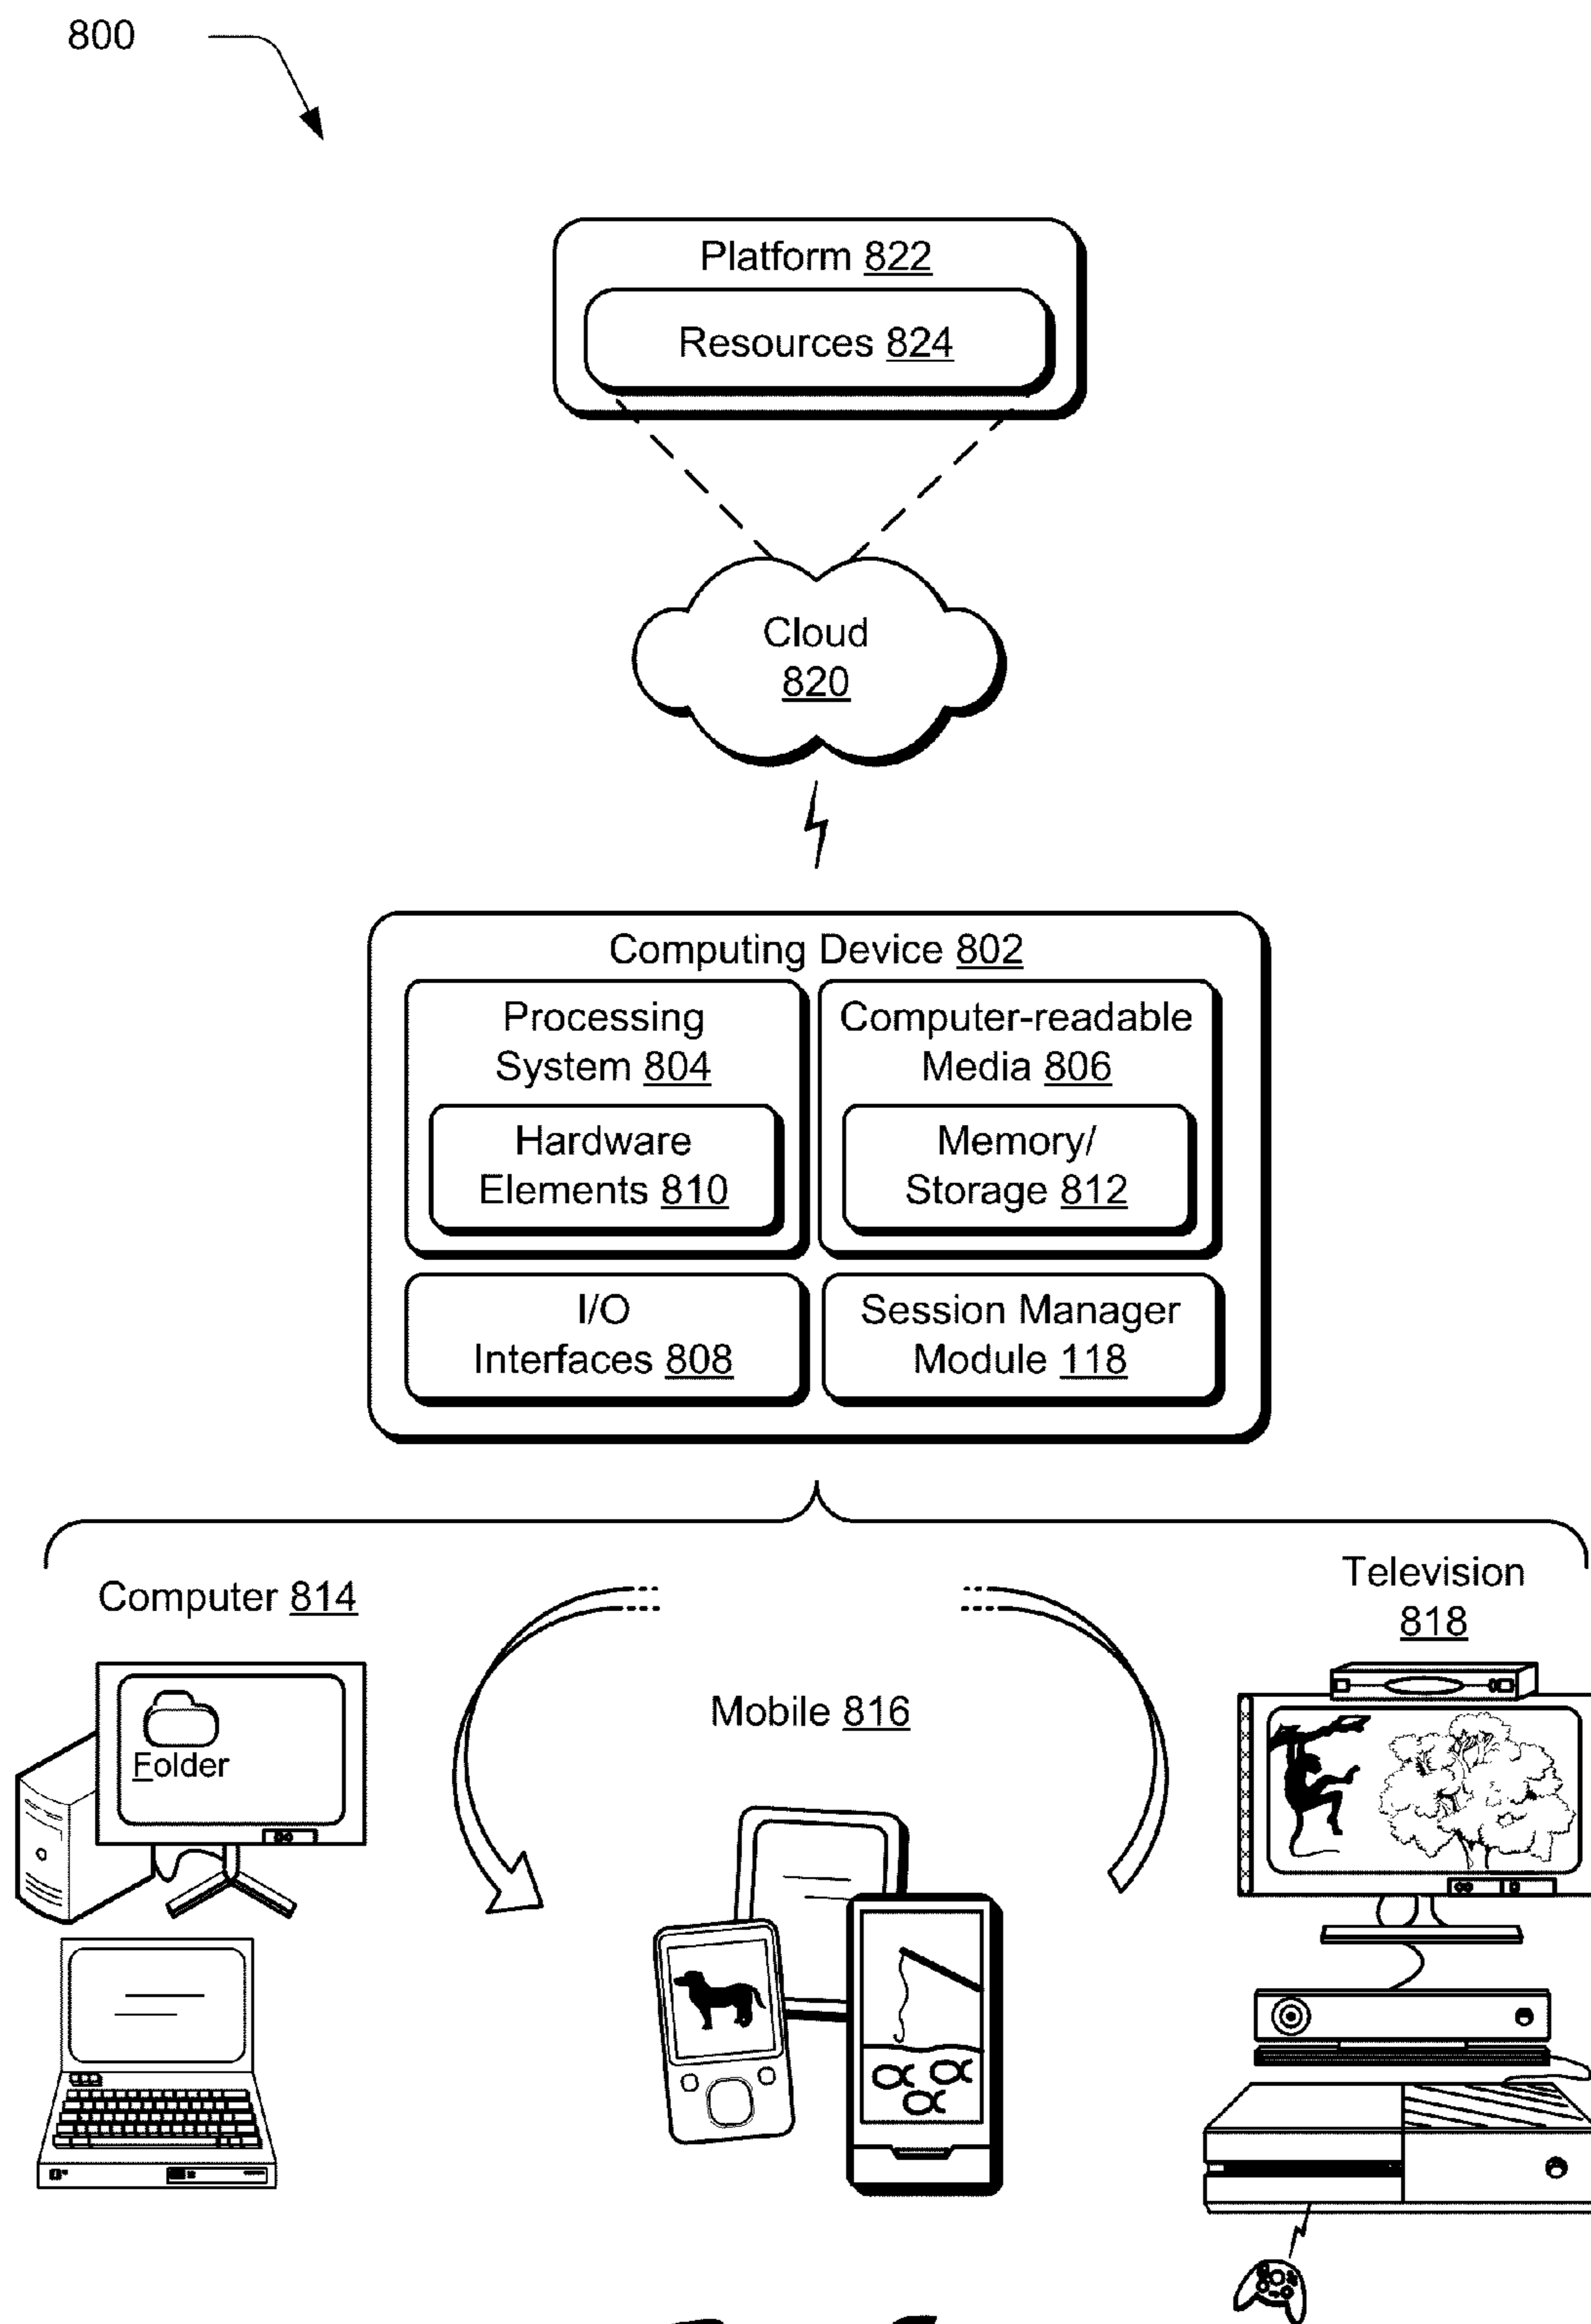 800
Platform 822
Resources 824
Cloud
820
Computing Device 802
Processing
System 804
Hardware
Elements 810
Computer-readable
Media 806
Memory/
Storage 812
I/O
Interfaces 808
Session Manager
Module 118
Computer 814
Mobile 816
Television
818
Folder